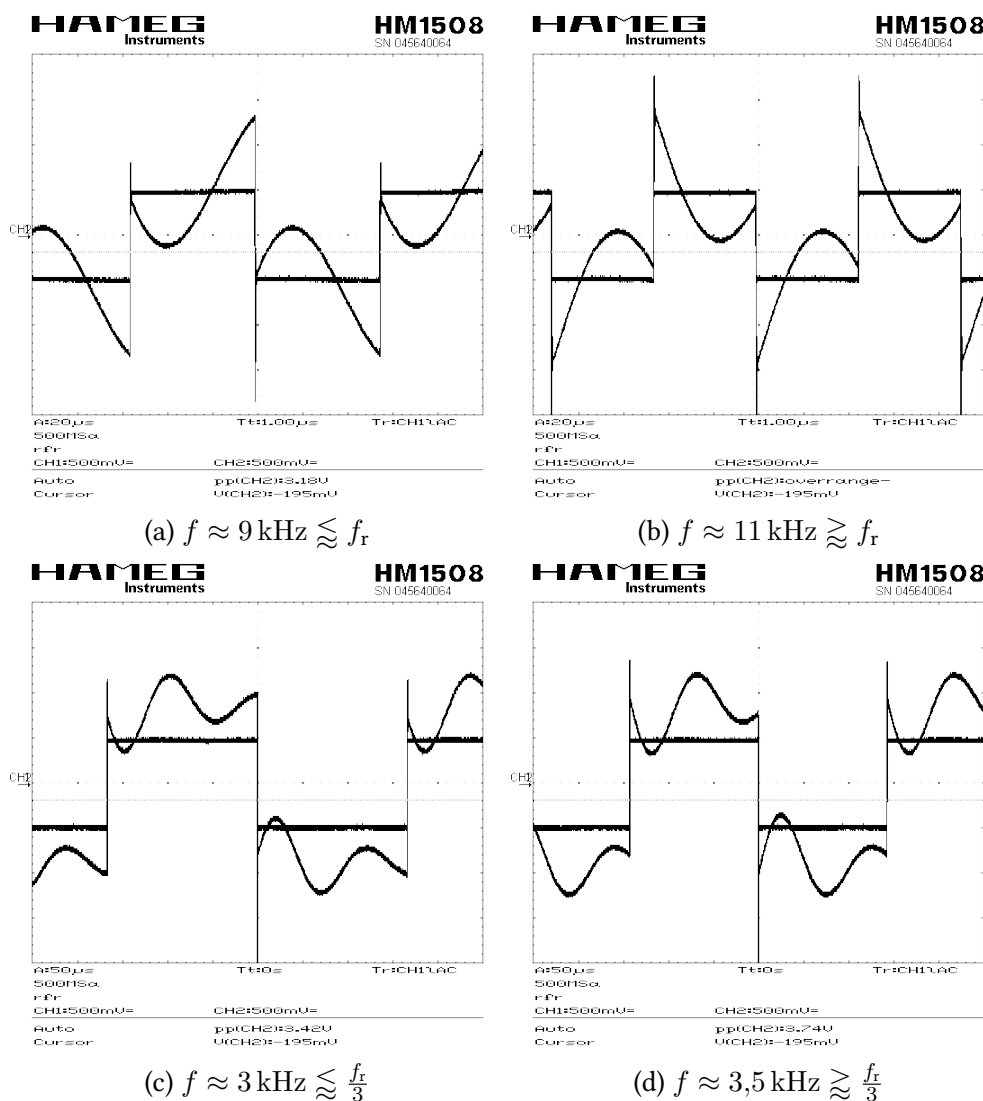 HAMEG
Instruments
HM1508
SN 045640064
CH1
A:20µs Tt:1.00µs Tr:CH1~AC
500MSa
rfr
CH1:500mV= CH2:500mV=
Auto pp(CH2):3.18V
Cursor V(CH2):-195mV
(a) f ≈ 9 kHz ⪅ fr
HAMEG
Instruments
HM1508
SN 045640064
CH1
A:20µs Tt:1.00µs Tr:CH1~AC
500MSa
rfr
CH1:500mV= CH2:500mV=
Auto pp(CH2):overrange-
Cursor V(CH2):-195mV
(b) f ≈ 11 kHz ⪆ fr
HAMEG
Instruments
HM1508
SN 045640064
CH1
A:50µs Tt:0s Tr:CH1~AC
500MSa
rfr
CH1:500mV= CH2:500mV=
Auto pp(CH2):3.42V
Cursor V(CH2):-195mV
(c) f ≈ 3 kHz ⪅ fr/3
HAMEG
Instruments
HM1508
SN 045640064
CH1
A:50µs Tt:0s Tr:CH1~AC
500MSa
rfr
CH1:500mV= CH2:500mV=
Auto pp(CH2):3.74V
Cursor V(CH2):-195mV
(d) f ≈ 3,5 kHz ⪆ fr/3